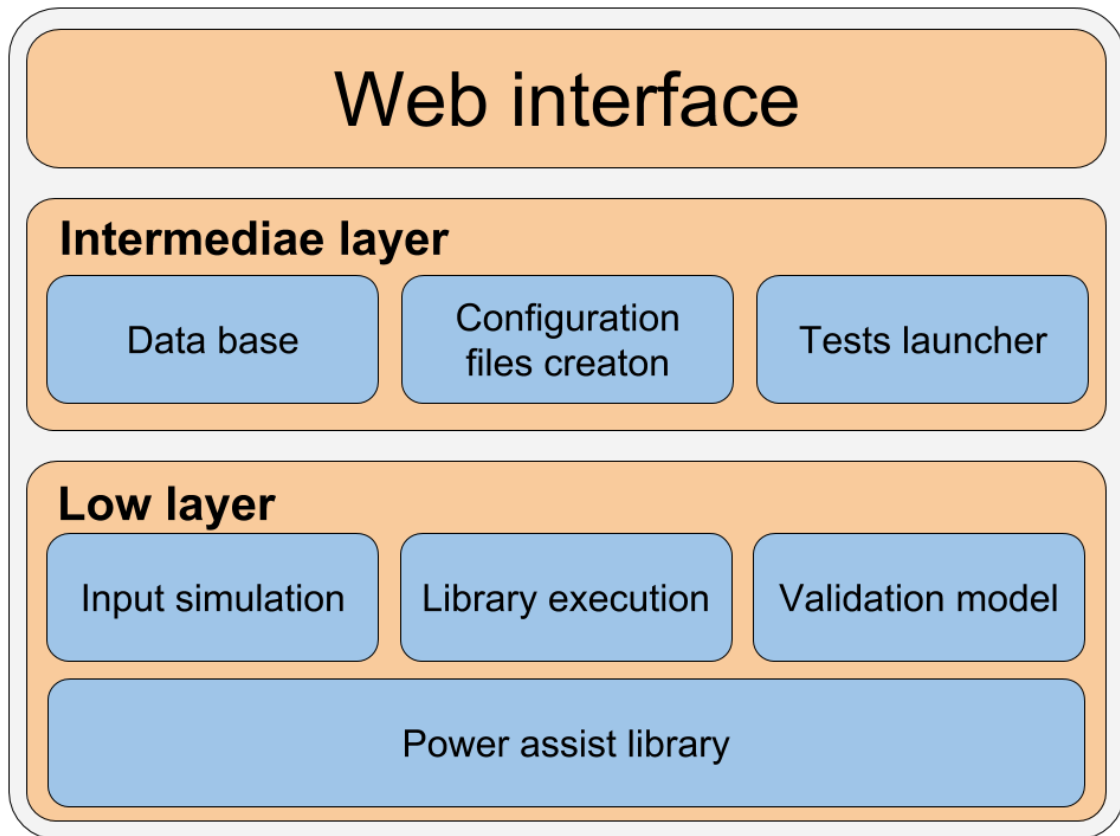 Web interface
Intermediae layer
Data base
Configuration
files creaton
Tests launcher
Low layer
Input simulation
Library execution
Validation model
Power assist library